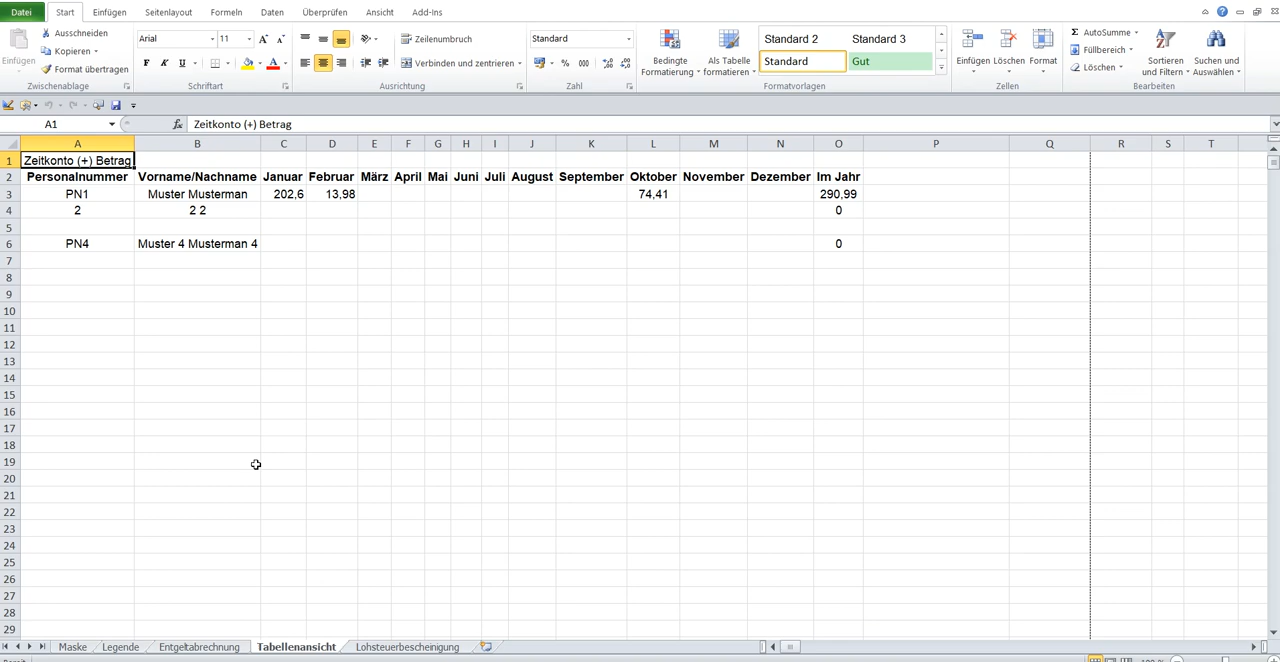 Datei Start Einfügen Seitenlayout Formeln Daten Überprüfen Ansicht Add-Ins
Ausschneiden
Kopieren
Einfügen
Format übertragen
Zwischenablage
Arial 11 A A
F K U A
Schriftart
Zeilenumbruch
Verbinden und zentrieren
Ausrichtung
Standard
% 000
Zahl
Bedingte Formatierung
Als Tabelle formatieren
Standard 2 Standard 3
Standard Gut
Formatvorlagen
Einfügen Löschen Format
Zellen
Σ AutoSumme
Füllbereich
Löschen
Sortieren und Filtern
Suchen und Auswählen
Bearbeiten
A1 fx Zeitkonto (+) Betrag
A B C D E F G H I J K L M N O P Q R S T
1 Zeitkonto (+) Betrag
2 Personalnummer Vorname/Nachname Januar Februar März April Mai Juni Juli August September Oktober November Dezember Im Jahr
3 PN1 Muster Musterman 202,6 13,98 74,41 290,99
4 2 2 2 0
5
6 PN4 Muster 4 Musterman 4 0
7
8
9
10
11
12
13
14
15
16
17
18
19
20
21
22
23
24
25
26
27
28
29
Maske Legende Entgeltabrechnung Tabellenansicht Lohsteuerbescheinigung